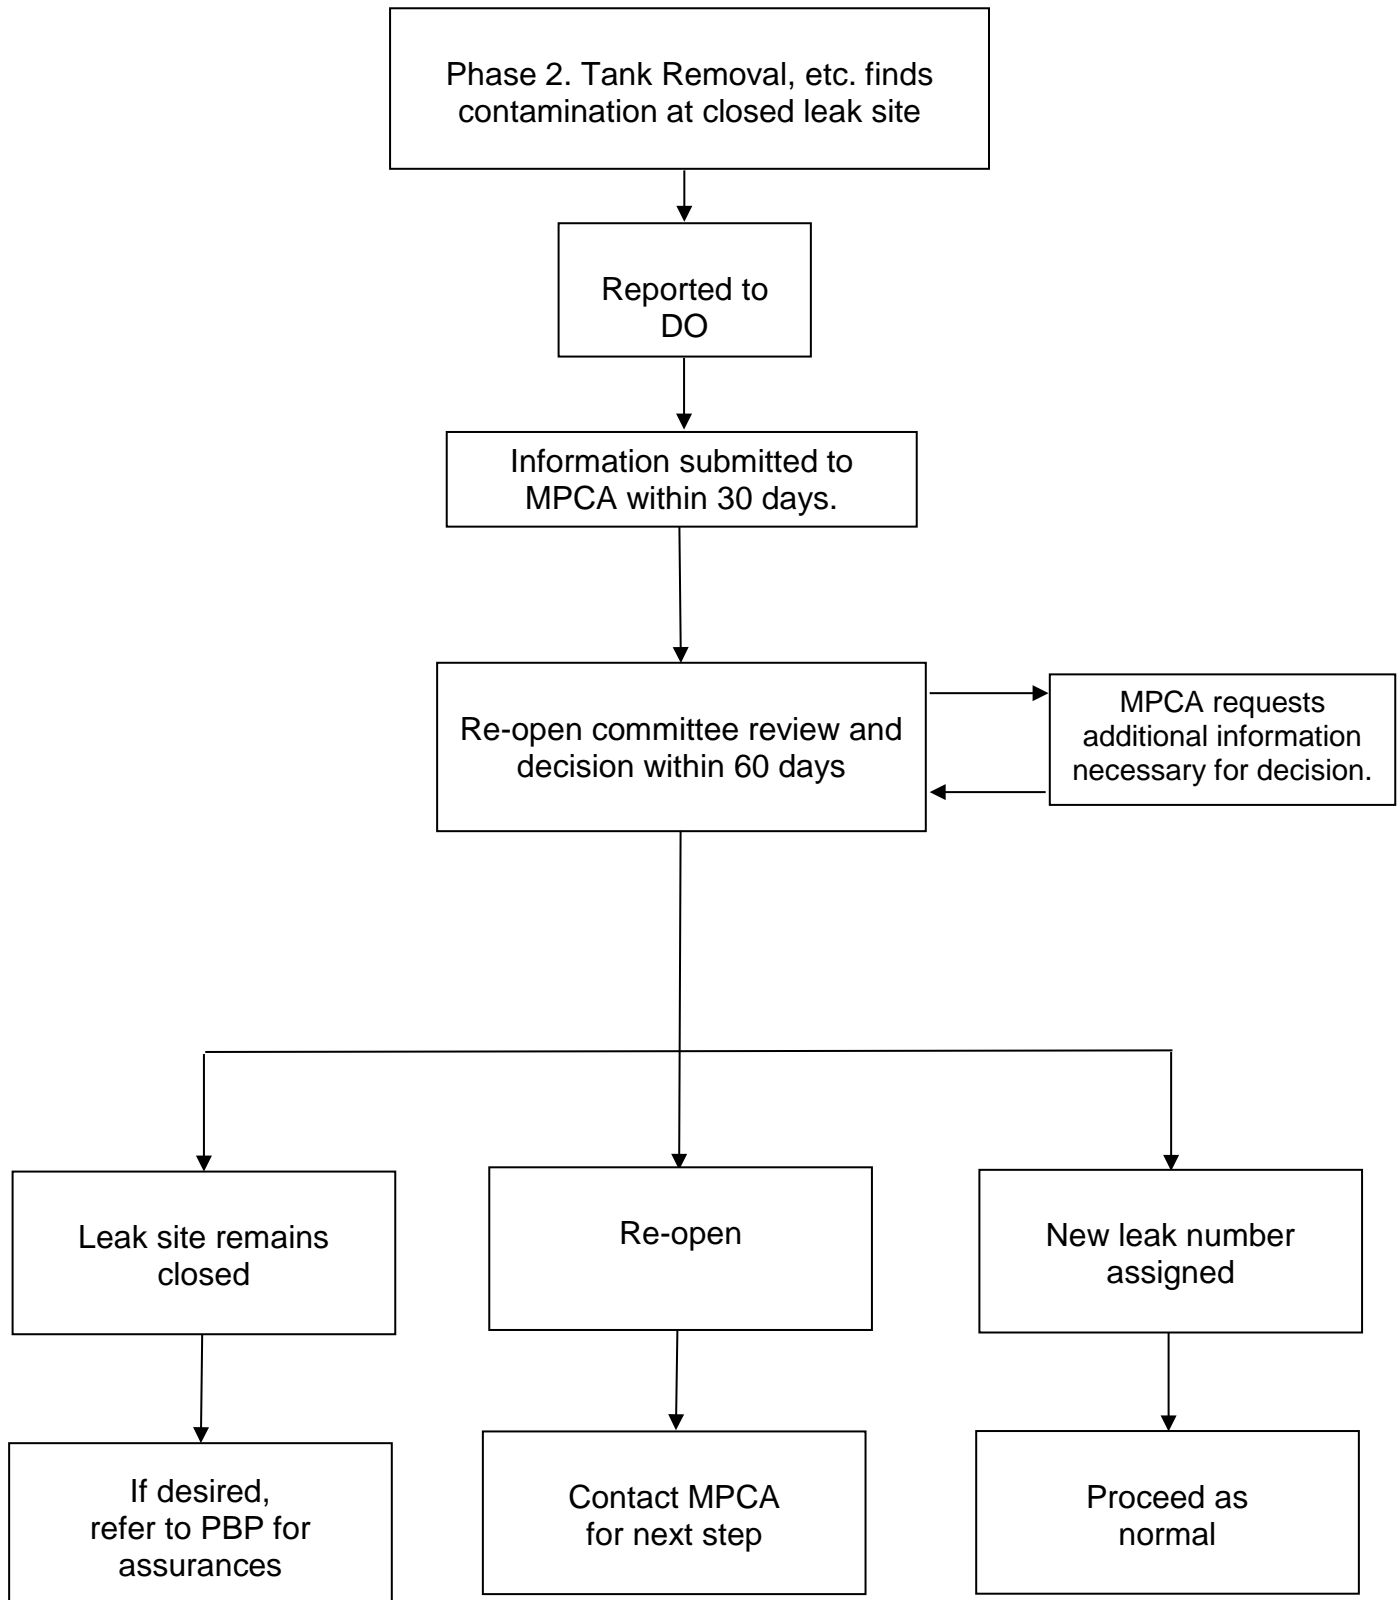 Phase 2. Tank Removal, etc. finds
contamination at closed leak site
Reported to
DO
Information submitted to
MPCA within 30 days.
Re-open committee review and
decision within 60 days
MPCA requests
additional information
necessary for decision.
Leak site remains
closed
Re-open
New leak number
assigned
If desired,
refer to PBP for
assurances
Contact MPCA
for next step
Proceed as
normal